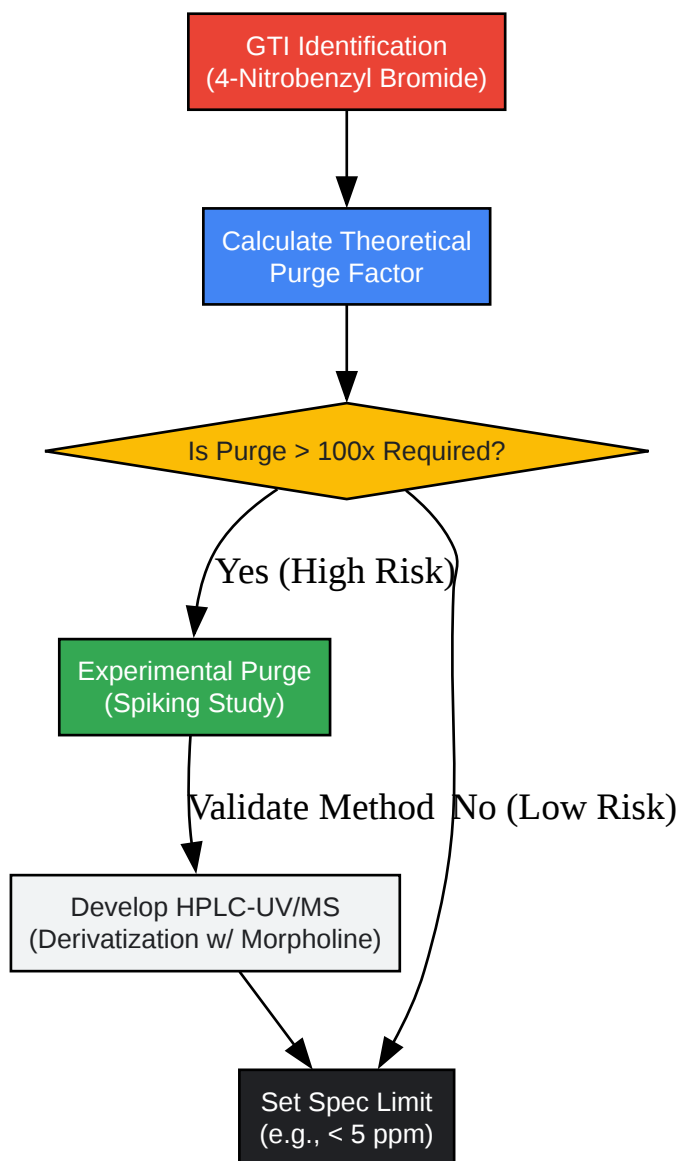 GTI Identification
(4-Nitrobenzyl Bromide)
Calculate Theoretical
Purge Factor
Is Purge > 100x Required?
Yes (High Risk)
Experimental Purge
(Spiking Study)
Validate Method
No (Low Risk)
Develop HPLC-UV/MS
(Derivatization w/ Morpholine)
Set Spec Limit
(e.g., < 5 ppm)